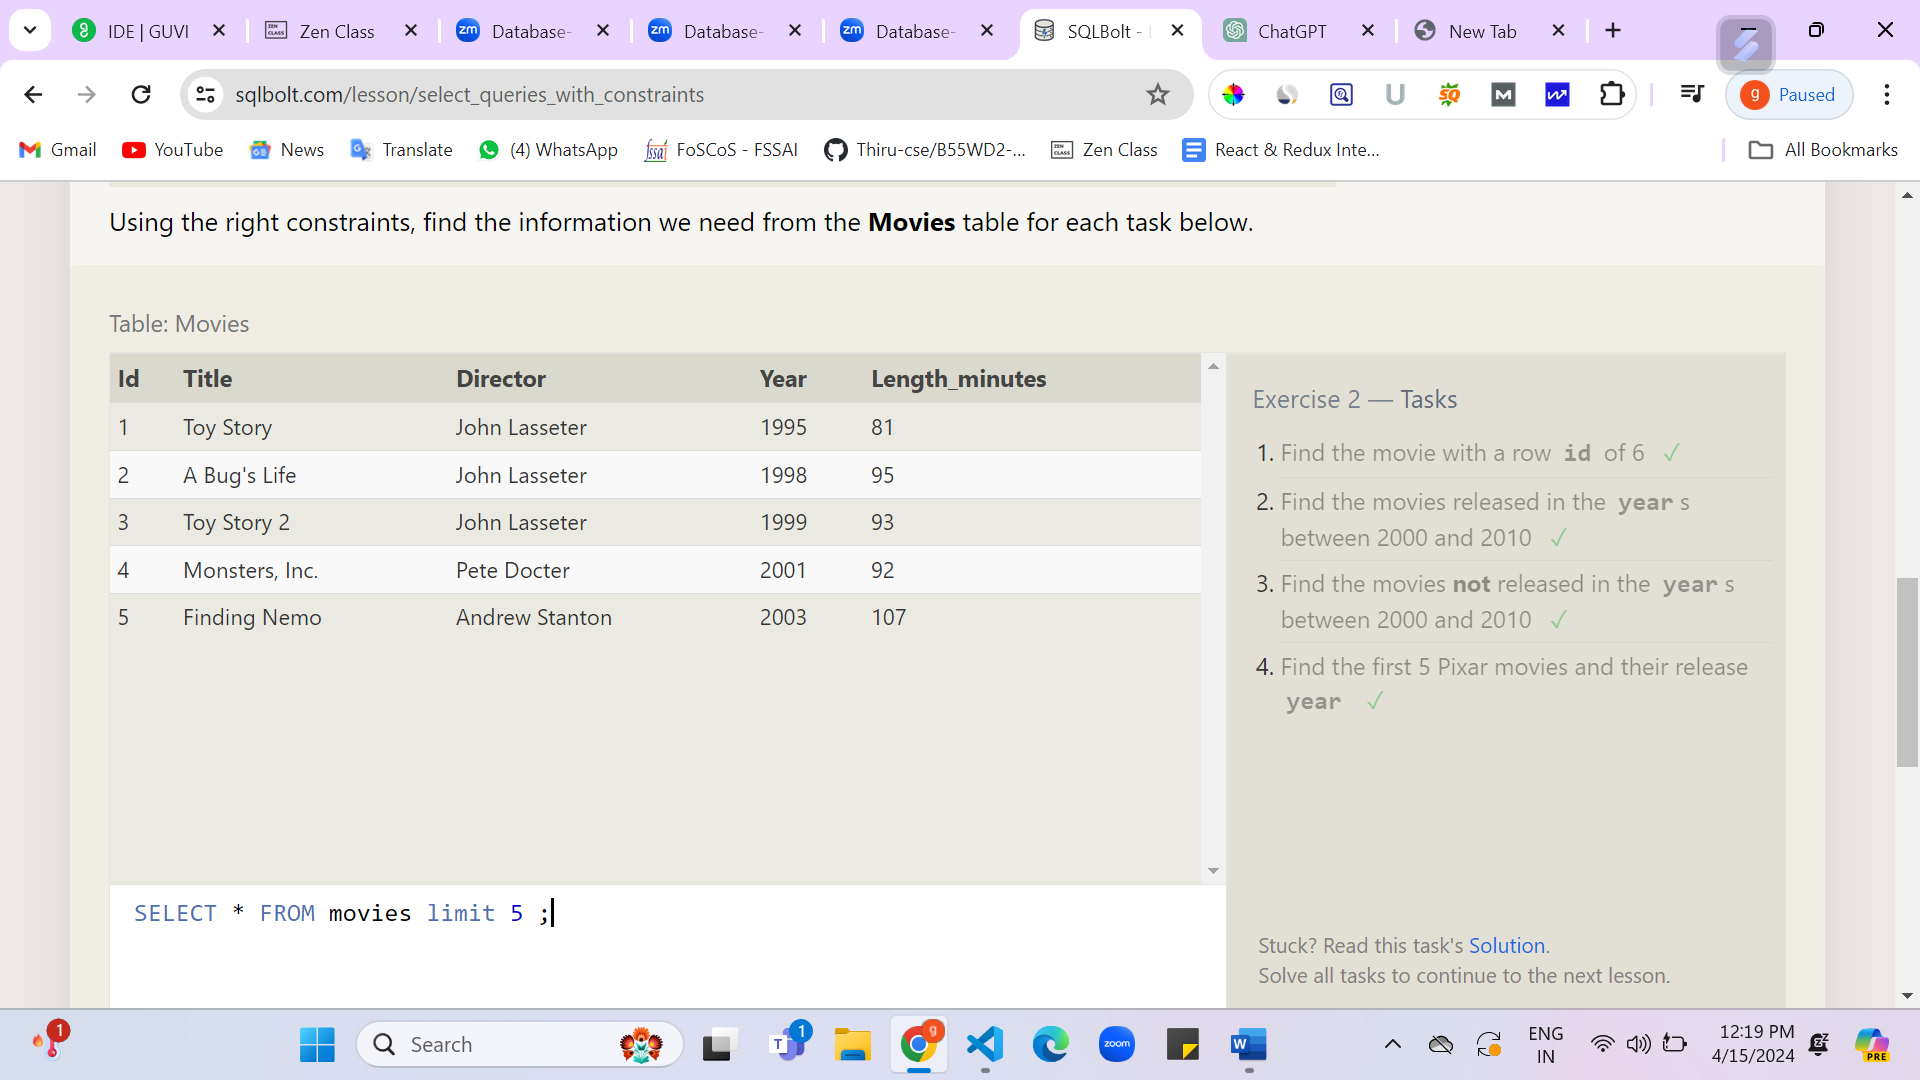 IDE | GUVI
Zen Class
Database-
Database-
Database-
SQLBolt -
ChatGPT
New Tab
sqlbolt.com/lesson/select_queries_with_constraints
g Paused
Gmail
YouTube
News
Translate
(4) WhatsApp
FoSCoS - FSSAI
Thiru-cse/B55WD2-...
Zen Class
React & Redux Inte...
All Bookmarks
Using the right constraints, find the information we need from the Movies table for each task below.
Table: Movies
Id Title Director Year Length_minutes
1 Toy Story John Lasseter 1995 81
2 A Bug's Life John Lasseter 1998 95
3 Toy Story 2 John Lasseter 1999 93
4 Monsters, Inc. Pete Docter 2001 92
5 Finding Nemo Andrew Stanton 2003 107
SELECT * FROM movies limit 5 ;
Exercise 2 — Tasks
1. Find the movie with a row id of 6 ✓
2. Find the movies released in the year s
between 2000 and 2010 ✓
3. Find the movies not released in the year s
between 2000 and 2010 ✓
4. Find the first 5 Pixar movies and their release
year ✓
Stuck? Read this task's Solution.
Solve all tasks to continue to the next lesson.
1
Search
1
g
zoom
W
ENG
IN
12:19 PM
4/15/2024
PRE